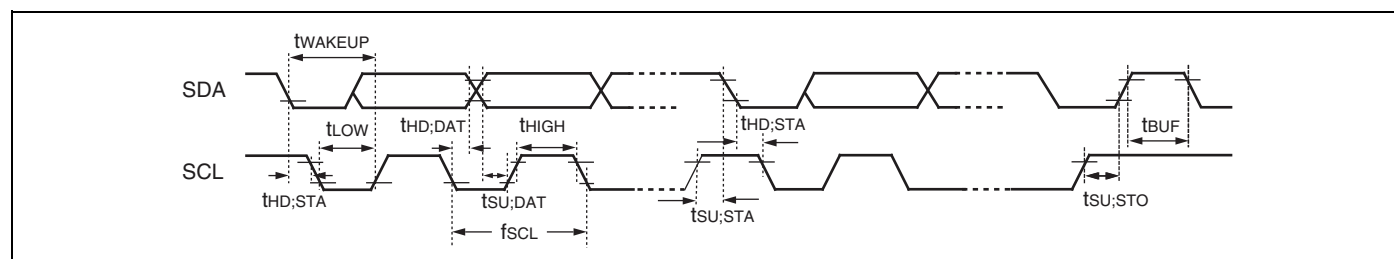 tWAKEUP
SDA
tLOW
tHD;DAT
tHIGH
tHD;STA
tBUF
SCL
tHD;STA
tSU;DAT
tSU;STA
tSU;STO
fSCL